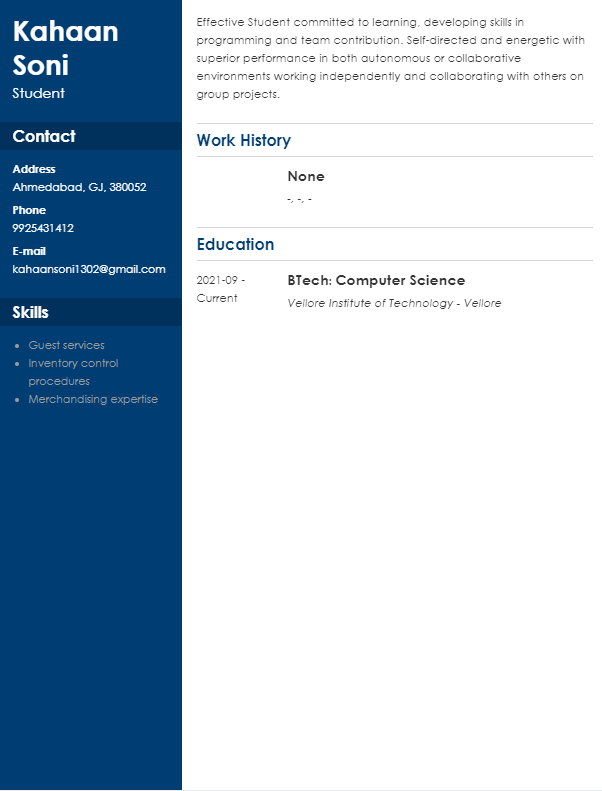 Kahaan
Soni
Student
Contact
Address
Ahmedabad, GJ, 380052
Phone
9925431412
E-mail
kahaansoni1302@gmail.com
Skills
• Guest services
• Inventory control
procedures
• Merchandising expertise
Effective Student committed to learning, developing skills in
programming and team contribution. Self-directed and energetic with
superior performance in both autonomous or collaborative
environments working independently and collaborating with others on
group projects.
Work History
None
-, -, -
Education
2021-09 -
Current
BTech: Computer Science
Vellore Institute of Technology - Vellore